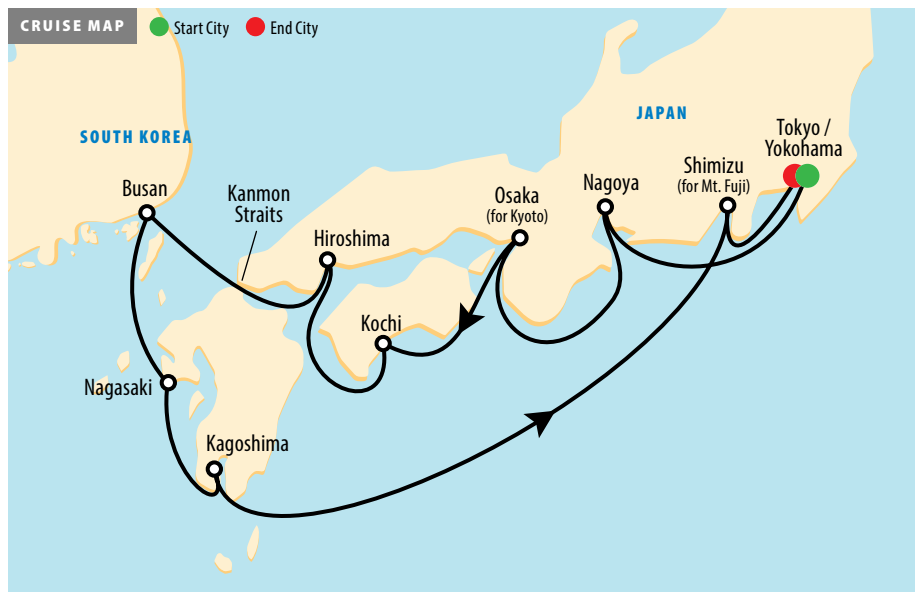 CRUISE MAP
Start City
End City
SOUTH KOREA
JAPAN
Tokyo /
Yokohama
Shimizu
(for Mt. Fuji)
Nagoya
Osaka
(for Kyoto)
Busan
Kanmon
Straits
Hiroshima
Kochi
Nagasaki
Kagoshima